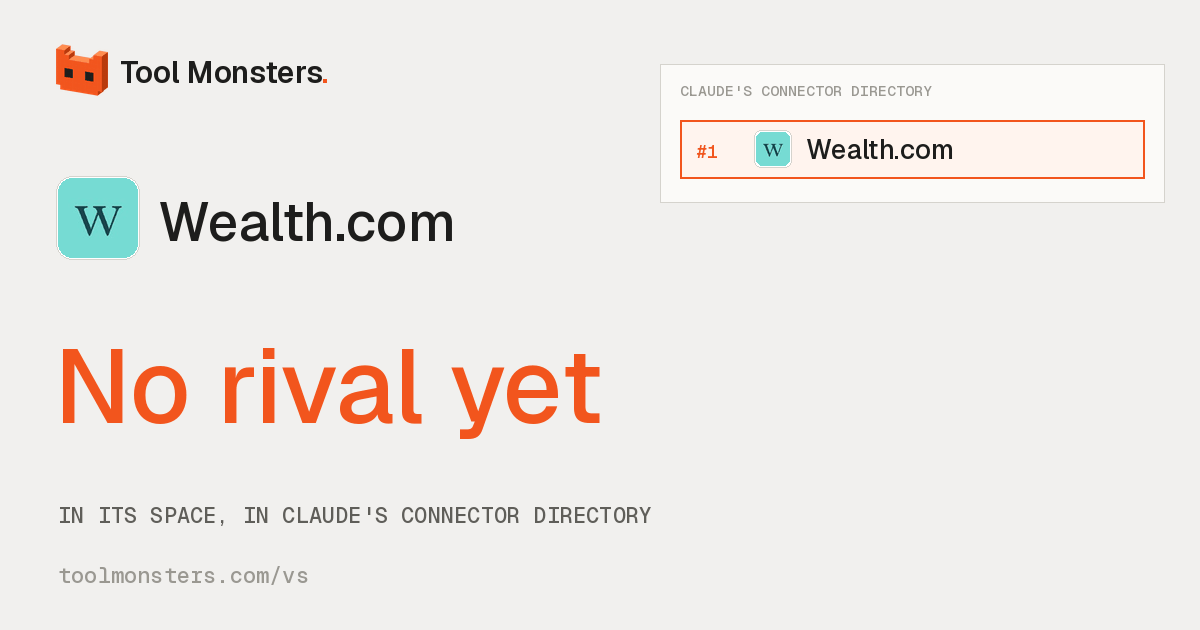 Tool Monsters.
CLAUDE'S CONNECTOR DIRECTORY
#1 W Wealth.com
W Wealth.com
No rival yet
IN ITS SPACE, IN CLAUDE'S CONNECTOR DIRECTORY
toolmonsters.com/vs